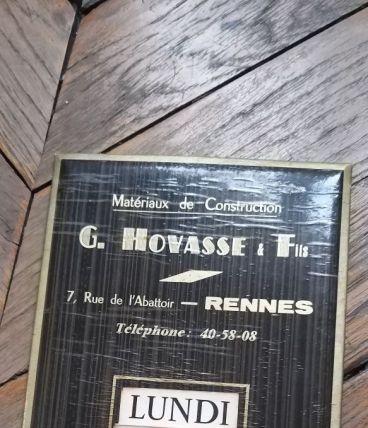 Matériaux de Construction
G. HOVASSE & Fils
7, Rue de l'Abattoir — RENNES
Téléphone: 40-58-08
LUNDI